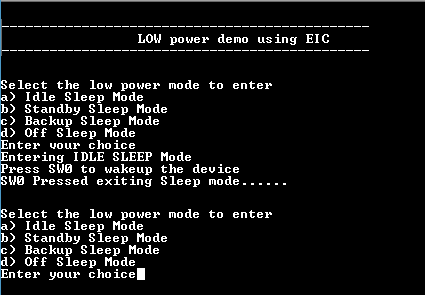 LOW power demo using EIC
Select the low power mode to enter
a) Idle Sleep Mode
b) Standby Sleep Mode
c) Backup Sleep Mode
d) Off Sleep Mode
Enter your choice
Entering IDLE SLEEP Mode
Press SW0 to wakeup the device
SW0 Pressed exiting Sleep mode......
Select the low power mode to enter
a) Idle Sleep Mode
b) Standby Sleep Mode
c) Backup Sleep Mode
d) Off Sleep Mode
Enter your choice